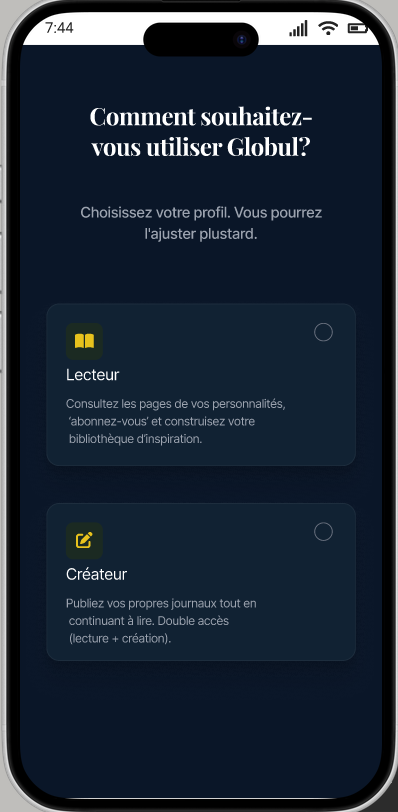 7:44
Comment souhaitez-
vous utiliser Globul?
Choisissez votre profil. Vous pourrez
l'ajuster plustard.
Lecteur
Consultez les pages de vos personnalités,
'abonnez-vous' et construisez votre
bibliothèque d'inspiration.
Créateur
Publiez vos propres journaux tout en
continuant à lire. Double accès
(lecture + création).